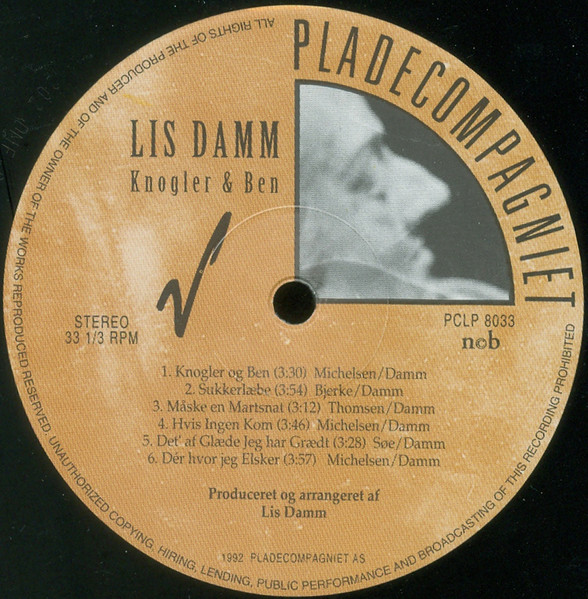 PLADECOMPAGNIET
LIS DAMM
Knogler & Ben
STEREO
33 1/3 RPM
PCLP 8033
ncb
1. Knogler og Ben (3:30) Michelsen/Damm
2. Sukkerlæbe (3:54) Bjerke/Damm
3. Måske en Martsnat (3:12) Thomsen/Damm
4. Hvis Ingen Kom (3:46) Michelsen/Damm
5. Det' af Glæde Jeg har Grædt (3:28) Søe/Damm
6. Dér hvor jeg Elsker (3:57) Michelsen/Damm
Produceret og arrangeret af
Lis Damm
1992 PLADECOMPAGNIET AS
ALL RIGHTS OF THE PRODUCER AND OF THE OWNER OF THE WORKS REPRODUCED RESERVED. UNAUTHORIZED COPYING, HIRING, LENDING, PUBLIC PERFORMANCE AND BROADCASTING OF THIS RECORDING PROHIBITED